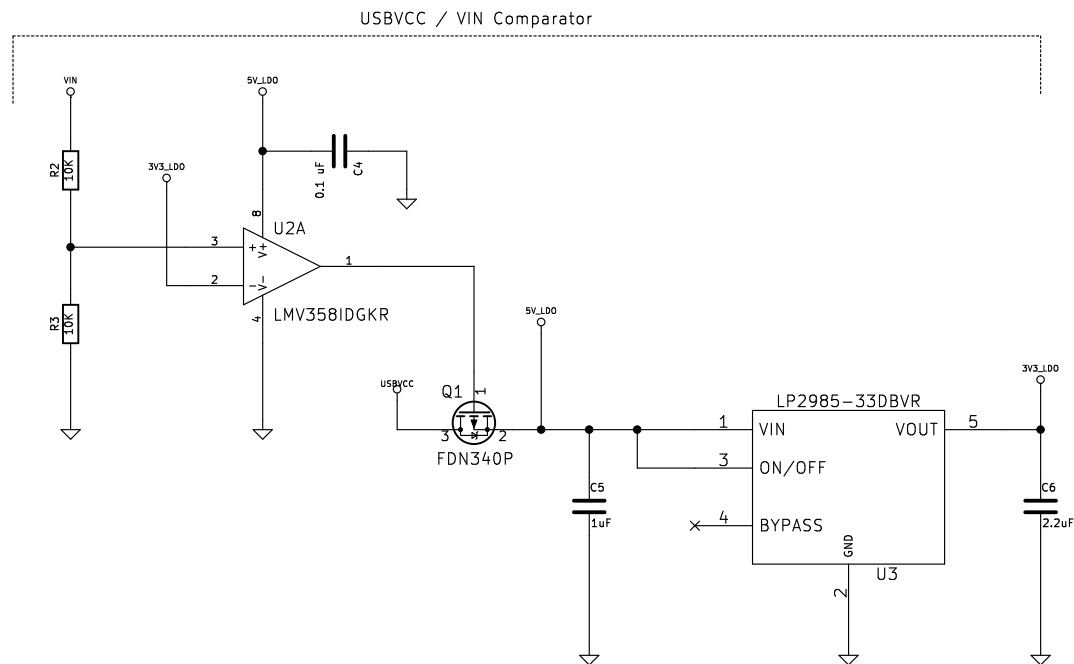 USBVCC / VIN Comparator
VIN
5V_LDO
R2
10K
3V3_LDO
0.1 uF
C4
8
U2A
3
+
V+
1
2
−
V-
4
LMV358IDGKR
R3
10K
5V_LDO
USBVCC
Q1
1
3
2
FDN340P
3V3_LDO
LP2985-33DBVR
1
VIN
VOUT
5
3
ON/OFF
C5
1uF
4
BYPASS
C6
2.2uF
GND
U3
2